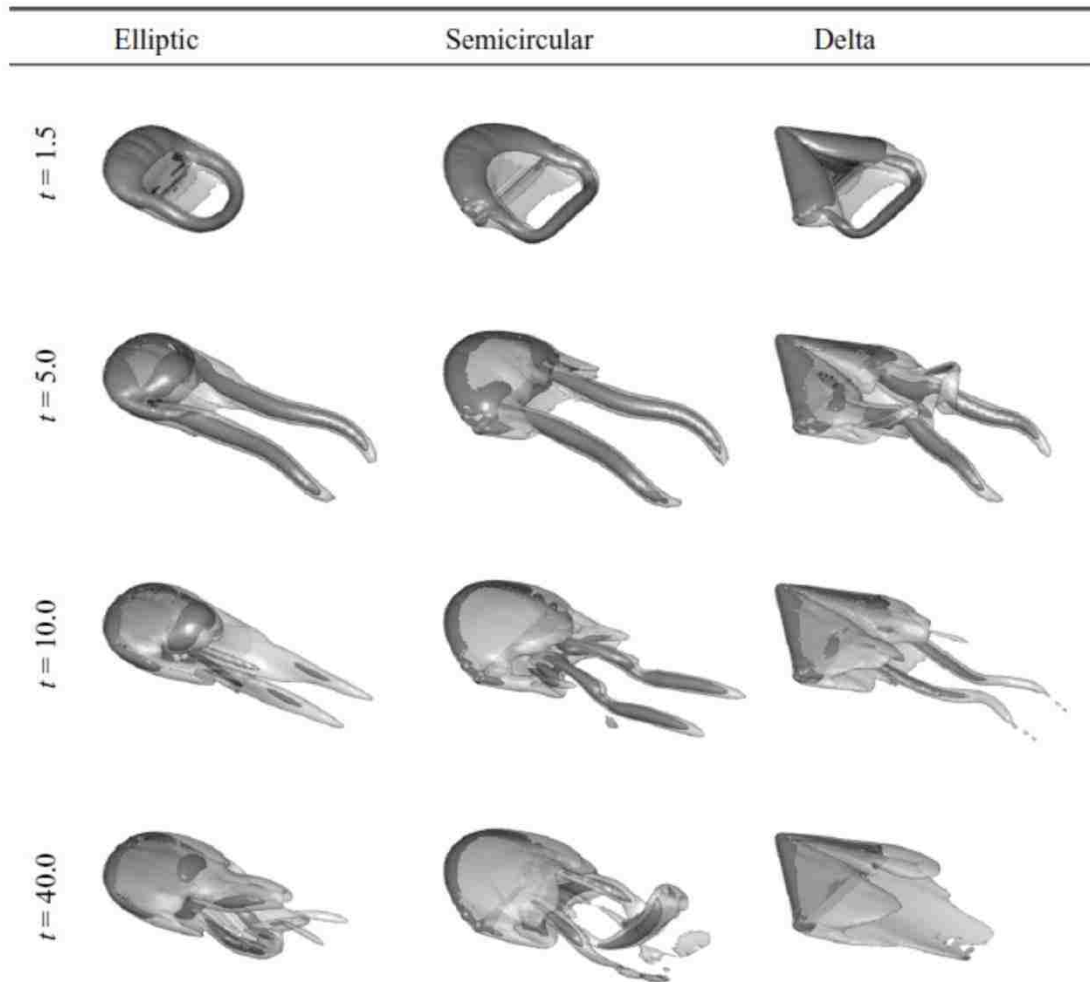 Elliptic Semicircular Delta
t = 1.5
t = 5.0
t = 10.0
t = 40.0